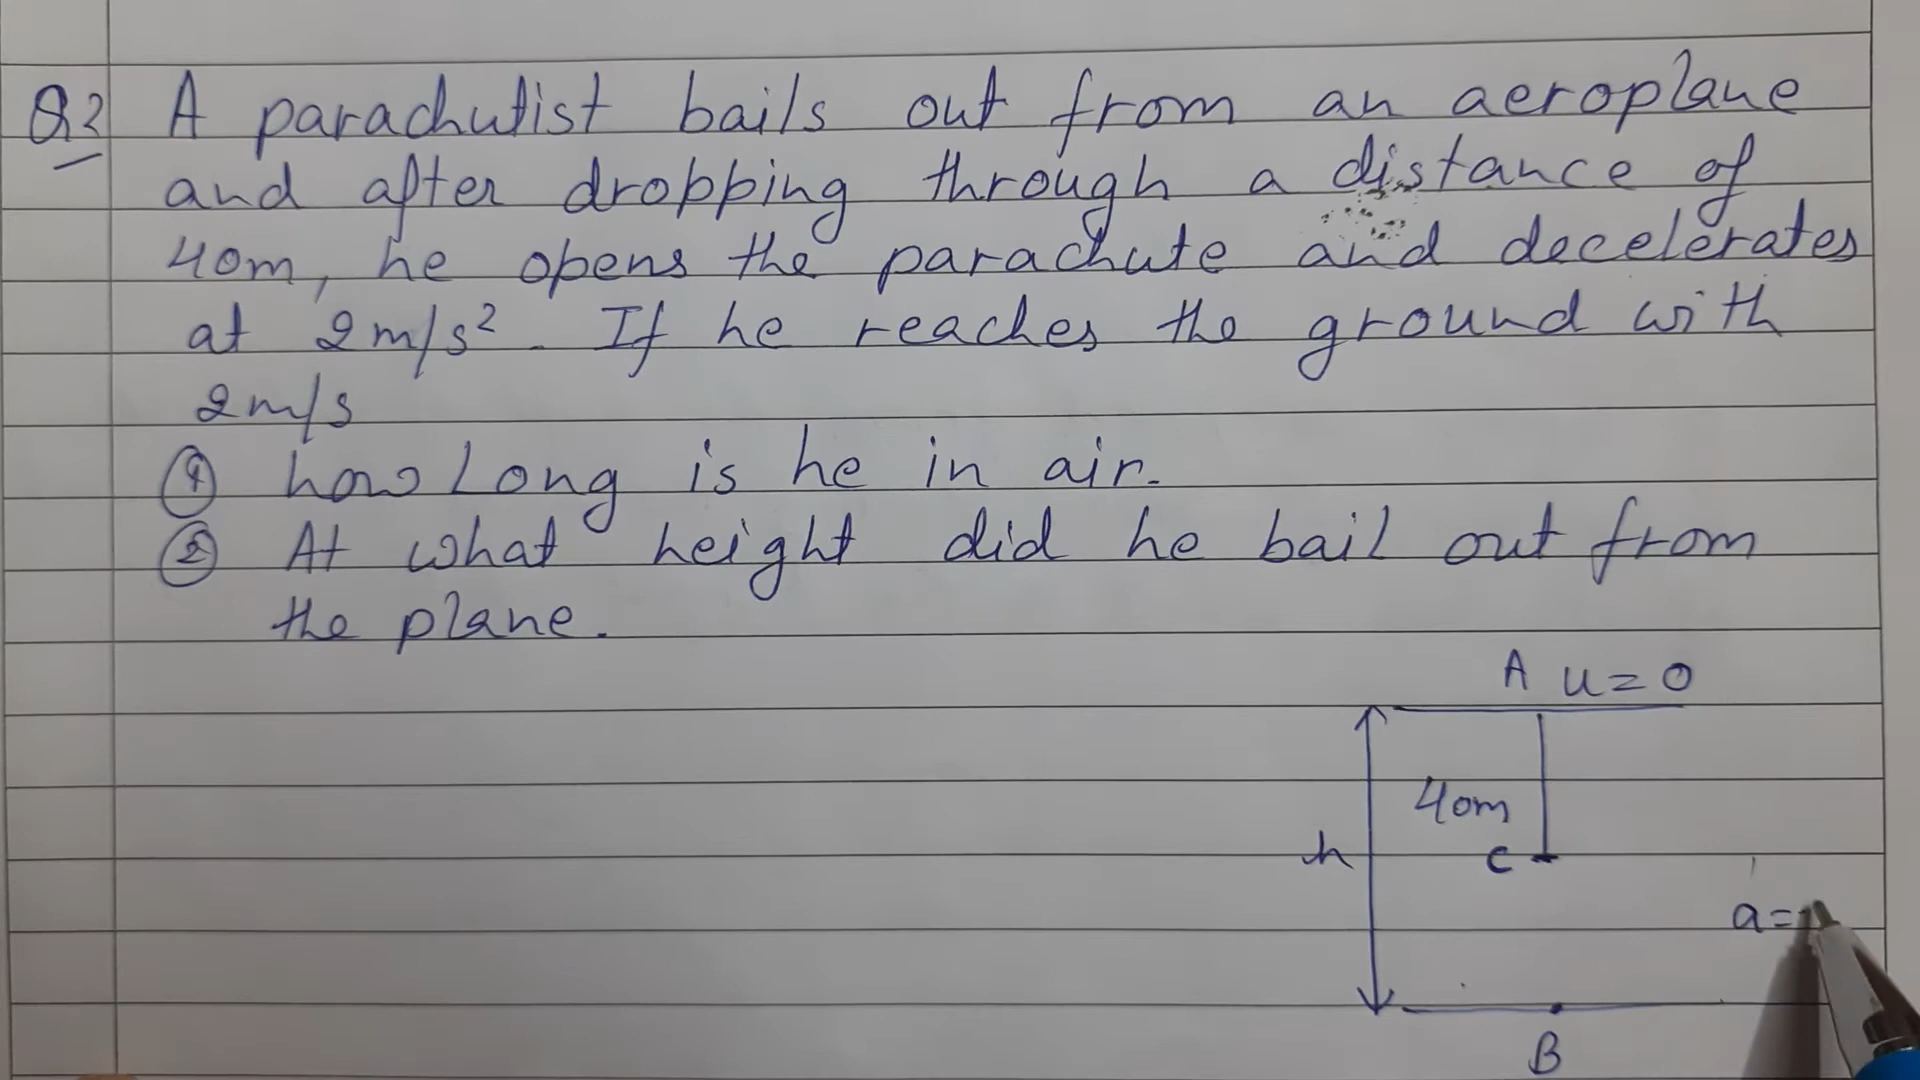 Q2 A parachutist bails out from an aeroplane
and after dropping through a distance of
40m, he opens the parachute and decelerates
at 2m/s². If he reaches the ground with
2m/s
① how long is he in air.
② At what height did he bail out from
the plane.
A u=0
40m
h
C
a=
B